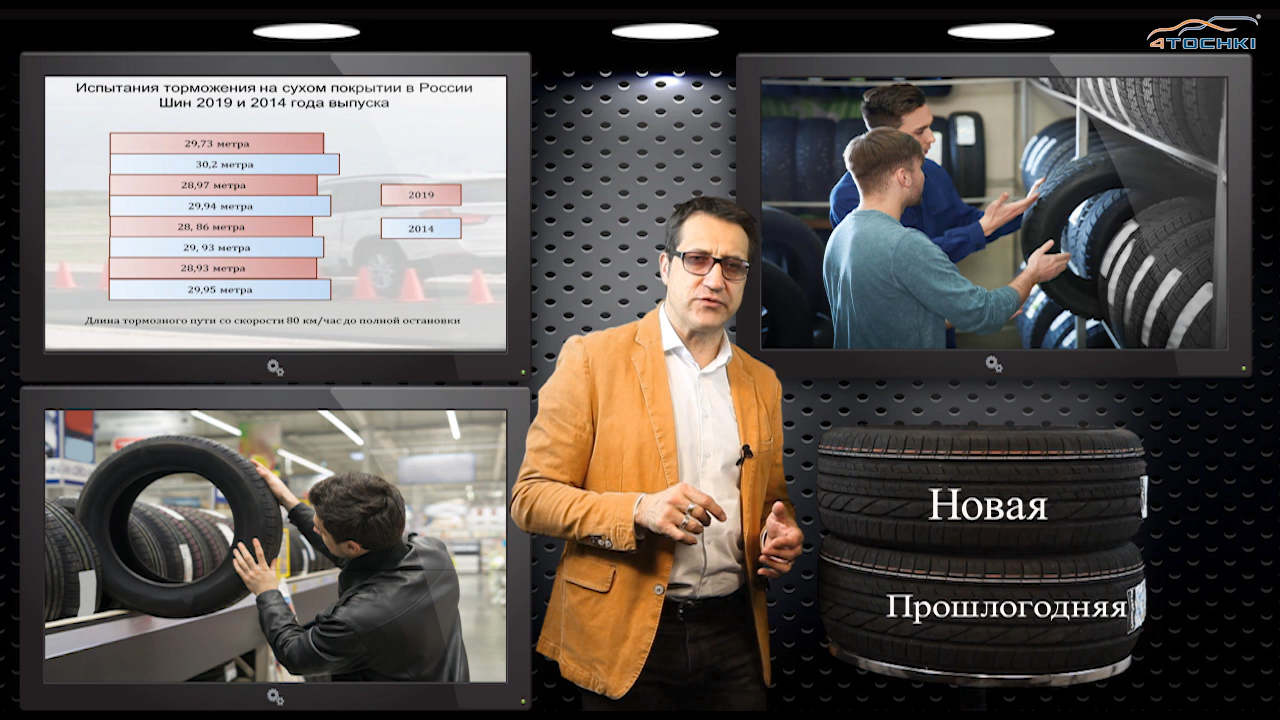 4TOCHKI
Испытания торможения на сухом покрытии в России
Шин 2019 и 2014 года выпуска
29,73 метра
30,2 метра
28,97 метра
29,94 метра
28, 86 метра
29, 93 метра
28,93 метра
29,95 метра
2019
2014
Длина тормозного пути со скорости 80 км/час до полной остановки
Новая
Прошлогодняя